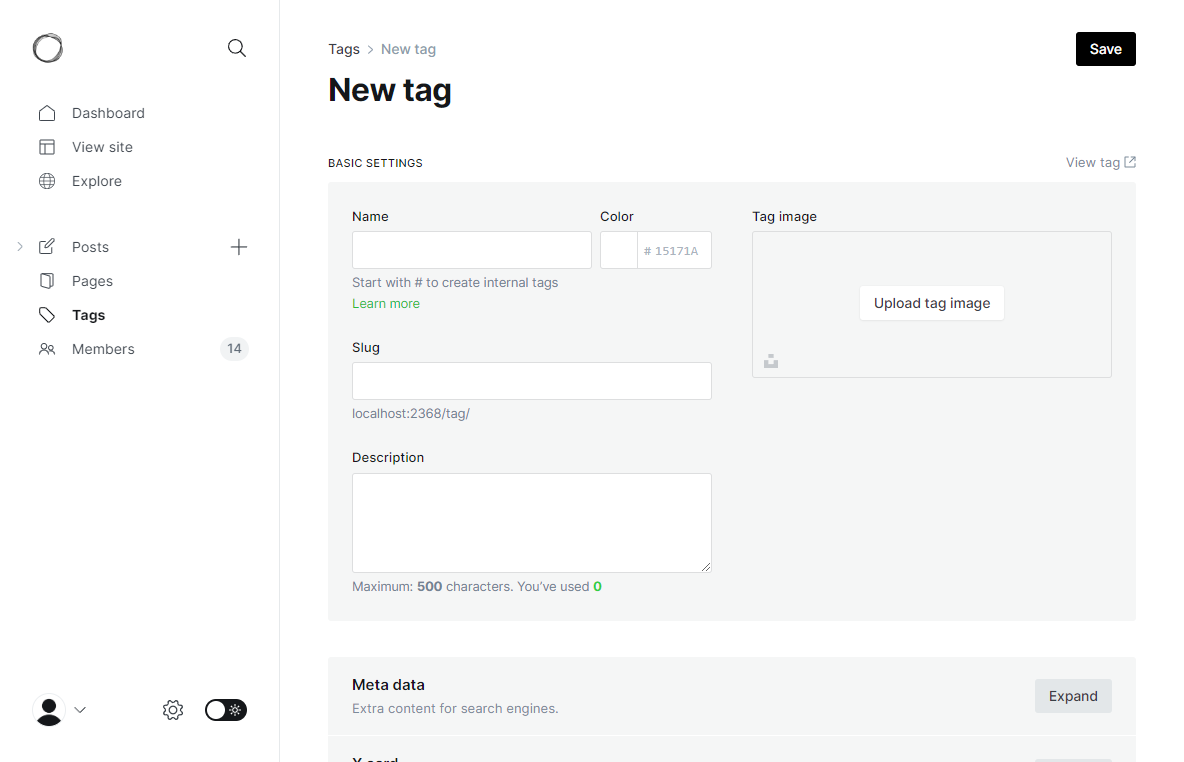 Tags > New tag
Save
New tag
Dashboard
View site
Explore
Posts
Pages
Tags
Members 14
BASIC SETTINGS
View tag
Name
Color
Tag image
# 15171A
Start with # to create internal tags
Learn more
Upload tag image
Slug
localhost:2368/tag/
Description
Maximum: 500 characters. You’ve used 0
Meta data
Extra content for search engines.
Expand
X card